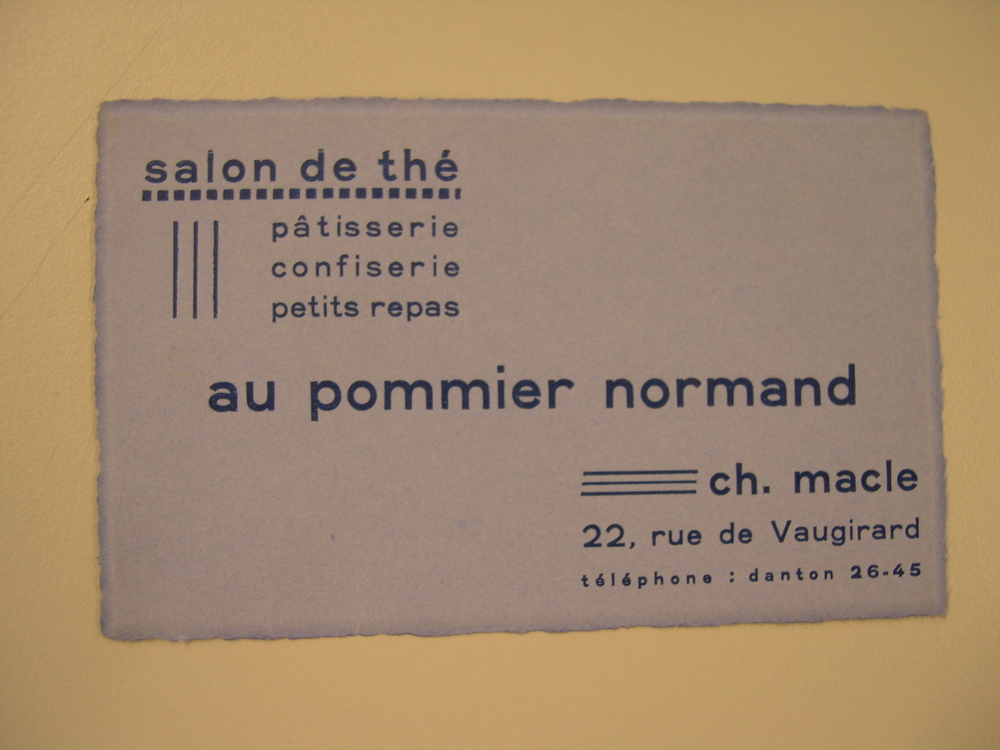 salon de thé
pâtisserie
confiserie
petits repas
au pommier normand
ch. macle
22, rue de Vaugirard
téléphone : danton 26-45